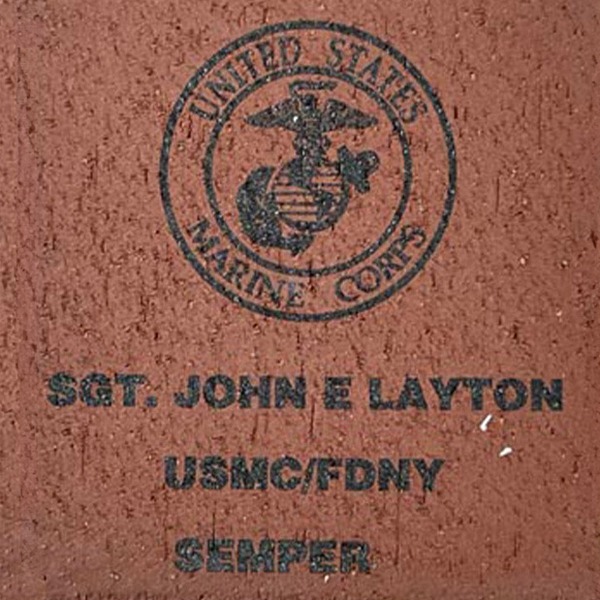 UNITED STATES
MARINE CORPS
SGT. JOHN E LAYTON
USMC/FDNY
SEMPER